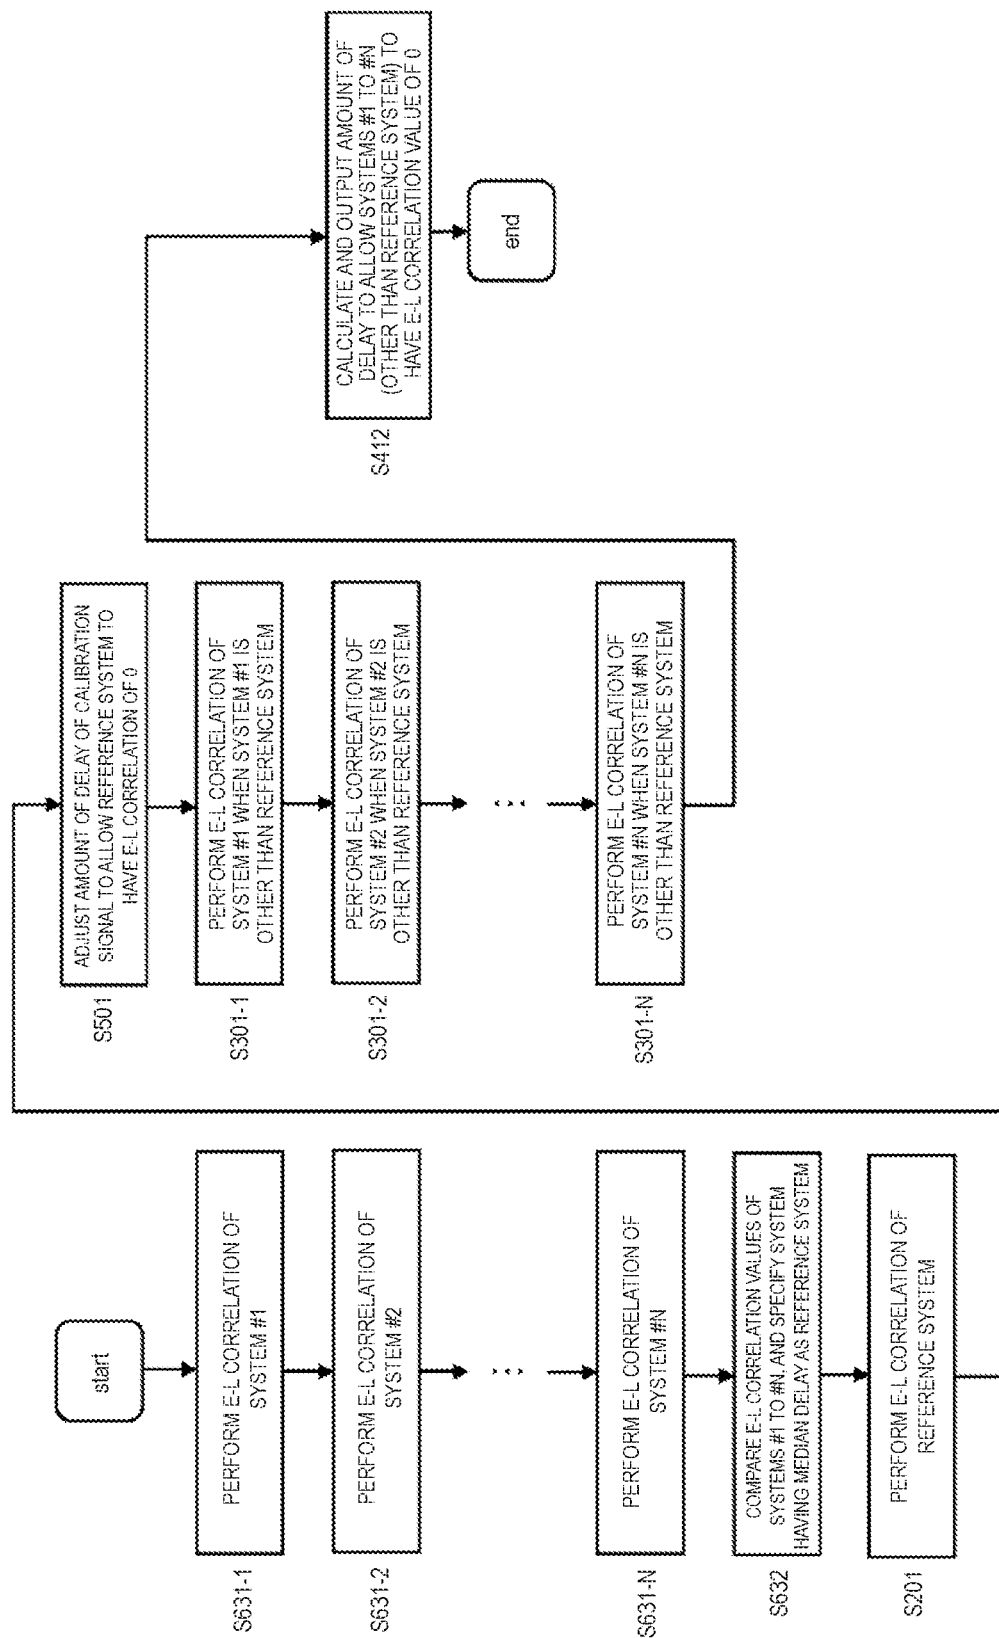 start
S631-1
PERFORM E-L CORRELATION OF
SYSTEM #1
S631-2
PERFORM E-L CORRELATION OF
SYSTEM #2
S631-N
PERFORM E-L CORRELATION OF
SYSTEM #N
S632
COMPARE E-L CORRELATION VALUES OF
SYSTEMS #1 TO #N, AND SPECIFY SYSTEM
HAVING MEDIAN DELAY AS REFERENCE SYSTEM
S201
PERFORM E-L CORRELATION OF
REFERENCE SYSTEM
S501
ADJUST AMOUNT OF DELAY OF CALIBRATION
SIGNAL TO ALLOW REFERENCE SYSTEM TO
HAVE E-L CORRELATION OF 0
S301-1
PERFORM E-L CORRELATION OF
SYSTEM #1 WHEN SYSTEM #1 IS
OTHER THAN REFERENCE SYSTEM
S301-2
PERFORM E-L CORRELATION OF
SYSTEM #2 WHEN SYSTEM #2 IS
OTHER THAN REFERENCE SYSTEM
S301-N
PERFORM E-L CORRELATION OF
SYSTEM #N WHEN SYSTEM #N IS
OTHER THAN REFERENCE SYSTEM
S412
CALCULATE AND OUTPUT AMOUNT OF
DELAY TO ALLOW SYSTEMS #1 TO #N
(OTHER THAN REFERENCE SYSTEM) TO
HAVE E-L CORRELATION VALUE OF 0
end